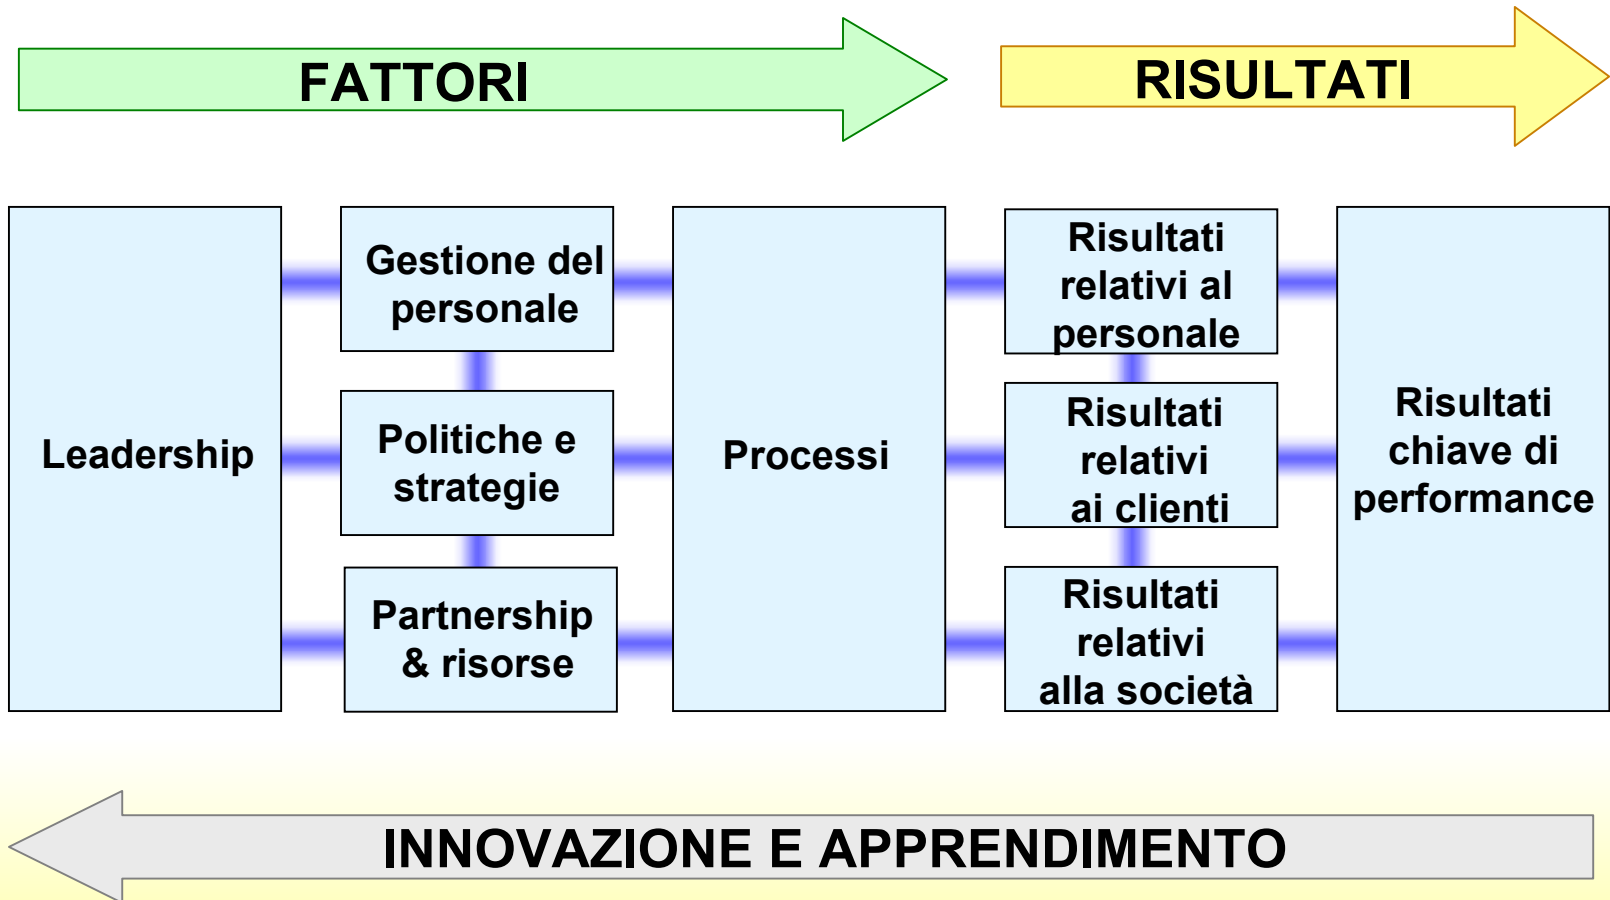 FATTORI
RISULTATI
Leadership
Gestione del
personale
Politiche e
strategie
Partnership
& risorse
Processi
Risultati
relativi al
personale
Risultati
relativi
ai clienti
Risultati
relativi
alla società
Risultati
chiave di
performance
INNOVAZIONE E APPRENDIMENTO